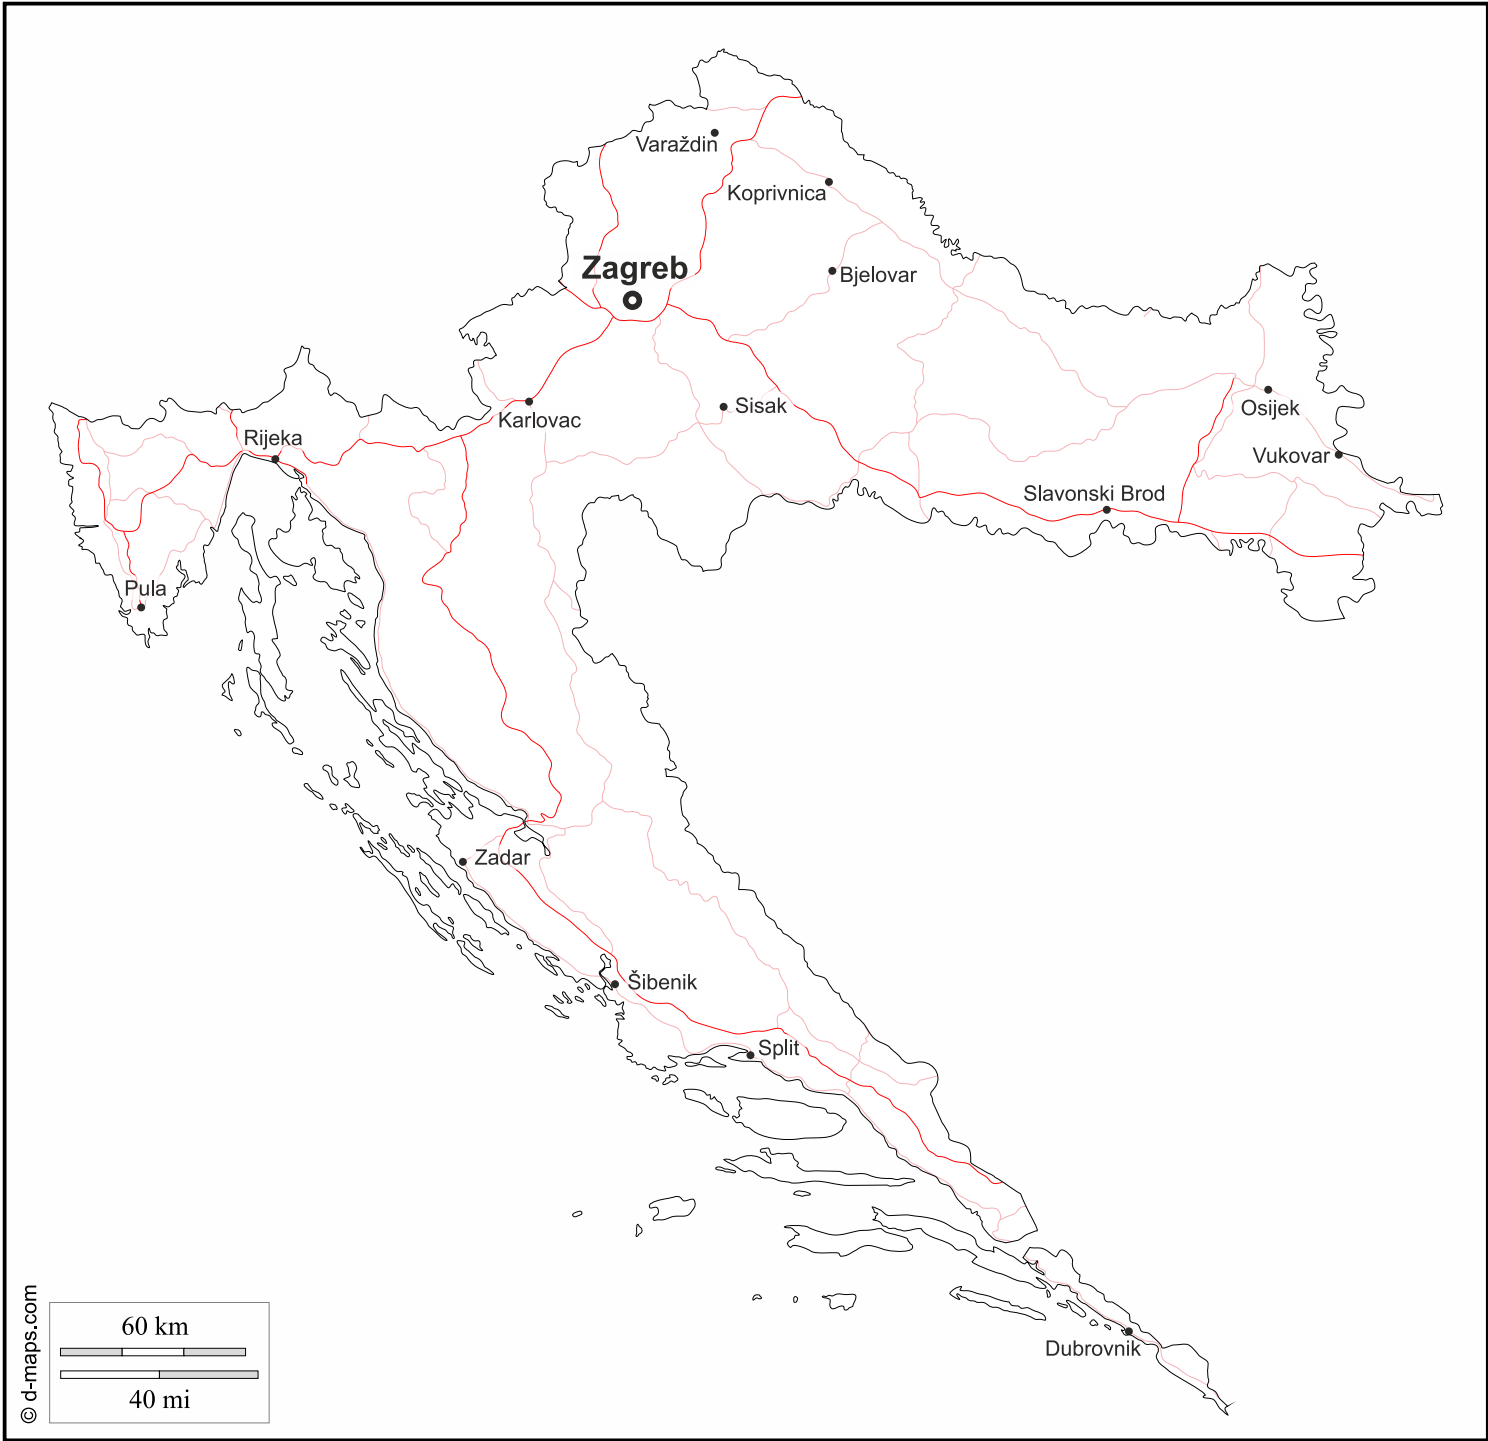 Varaždin
Koprivnica
Zagreb
Bjelovar
Karlovac
Sisak
Osijek
Rijeka
Vukovar
Slavonski Brod
Pula
Zadar
Šibenik
Split
Dubrovnik
60 km
40 mi
© d-maps.com